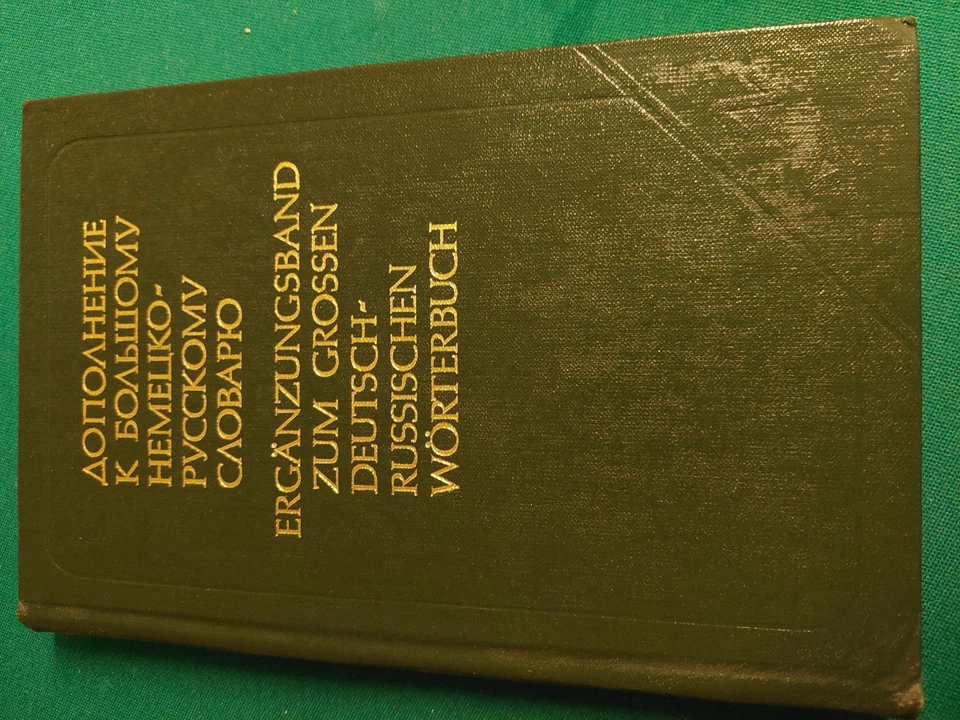 ДОПОЛНЕНИЕ
К БОЛЬШОМУ
НЕМЕЦКО-
РУССКОМУ
СЛОВАРЮ
ERGÄNZUNGSBAND
ZUM GROSSEN
DEUTSCH-
RUSSISCHEN
WÖRTERBUCH